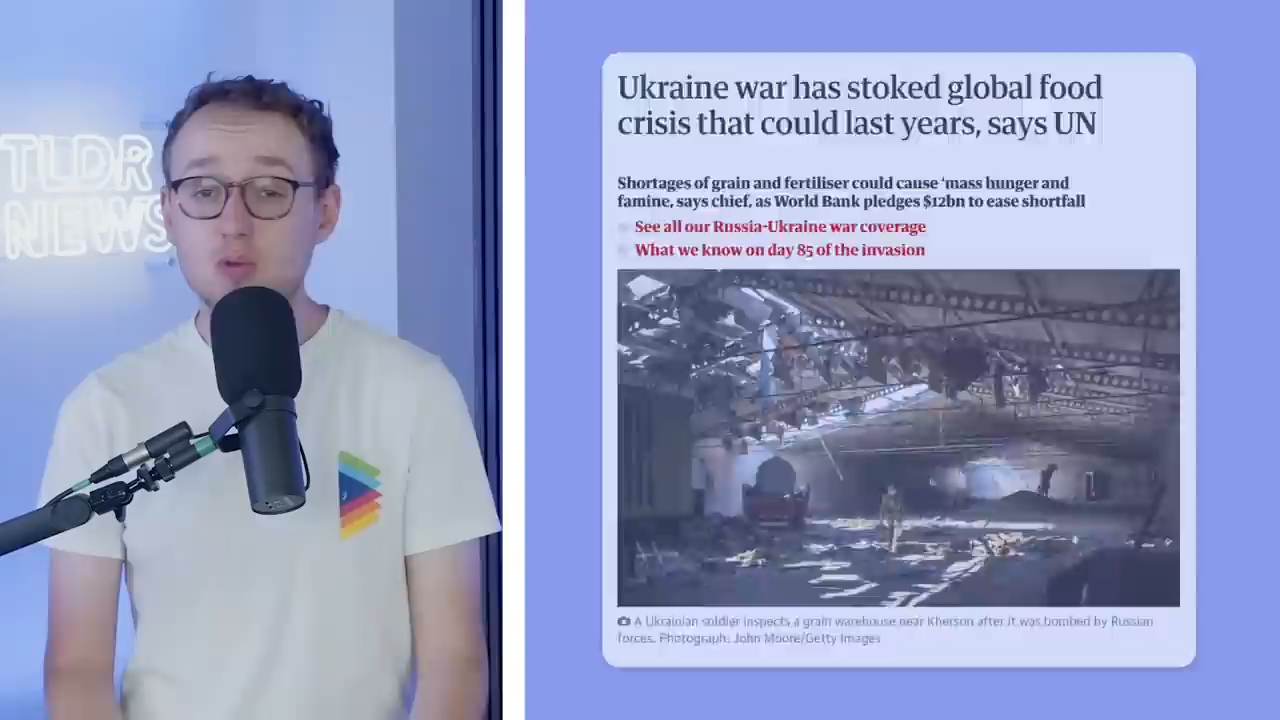 TLDR
NEWS
Ukraine war has stoked global food
crisis that could last years, says UN
Shortages of grain and fertiliser could cause ‘mass hunger and
famine, says chief, as World Bank pledges $12bn to ease shortfall
See all our Russia-Ukraine war coverage
What we know on day 85 of the invasion
A Ukrainian soldier inspects a grain warehouse near Kherson after it was bombed by Russian
forces. Photograph: John Moore/Getty Images